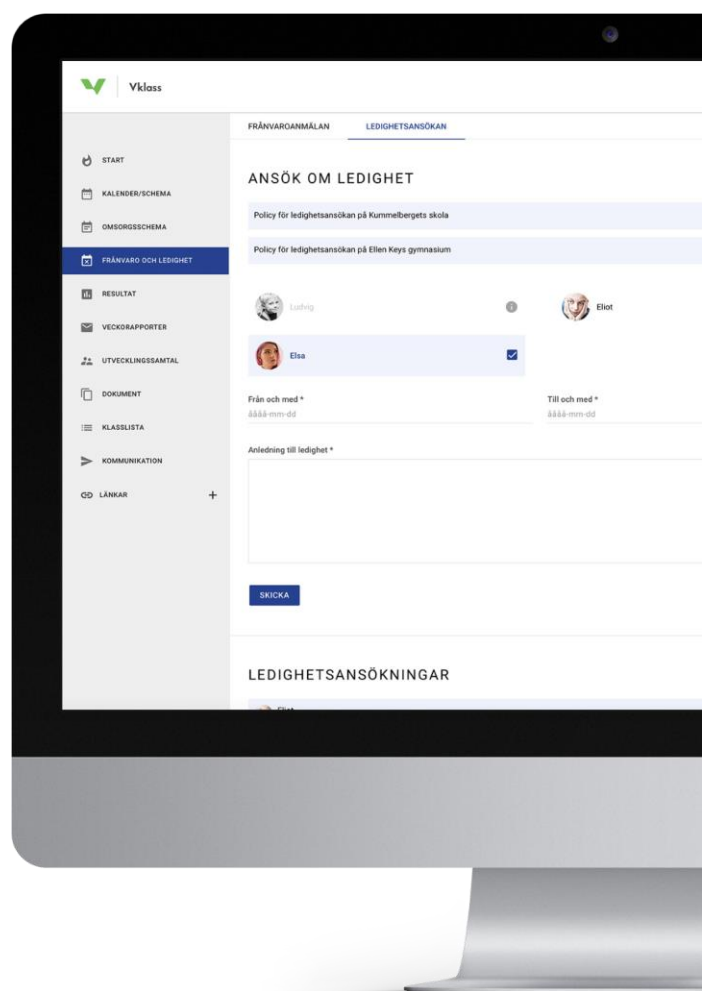 Vklass
FRÅNVAROANMÄLAN
LEDIGHETSANSÖKAN
START
KALENDER/SCHEMA
OMSORGSSCHEMA
FRÅNVARO OCH LEDIGHET
RESULTAT
VECKORAPPORTER
UTVECKLINGSSAMTAL
DOKUMENT
KLASSLISTA
KOMMUNIKATION
LÄNKAR +
ANSÖK OM LEDIGHET
Policy för ledighetsansökan på Kummelbergets skola
Policy för ledighetsansökan på Ellen Keys gymnasium
Ludvig
Eliot
Elsa
Från och med *
åååå-mm-dd
Till och med *
åååå-mm-dd
Anledning till ledighet *
SKICKA
LEDIGHETSANSÖKNINGAR
Eliot